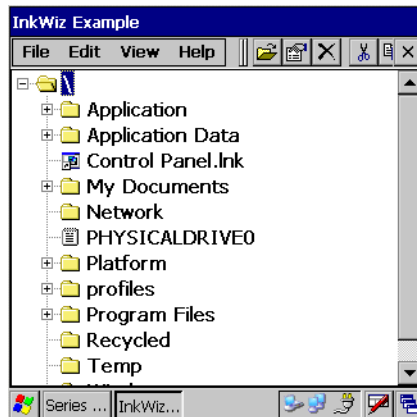 InkWiz Example
File Edit View Help
\
Application
Application Data
Control Panel.lnk
My Documents
Network
PHYSICALDRIVE0
Platform
profiles
Program Files
Recycled
Temp
Series ... InkWiz...